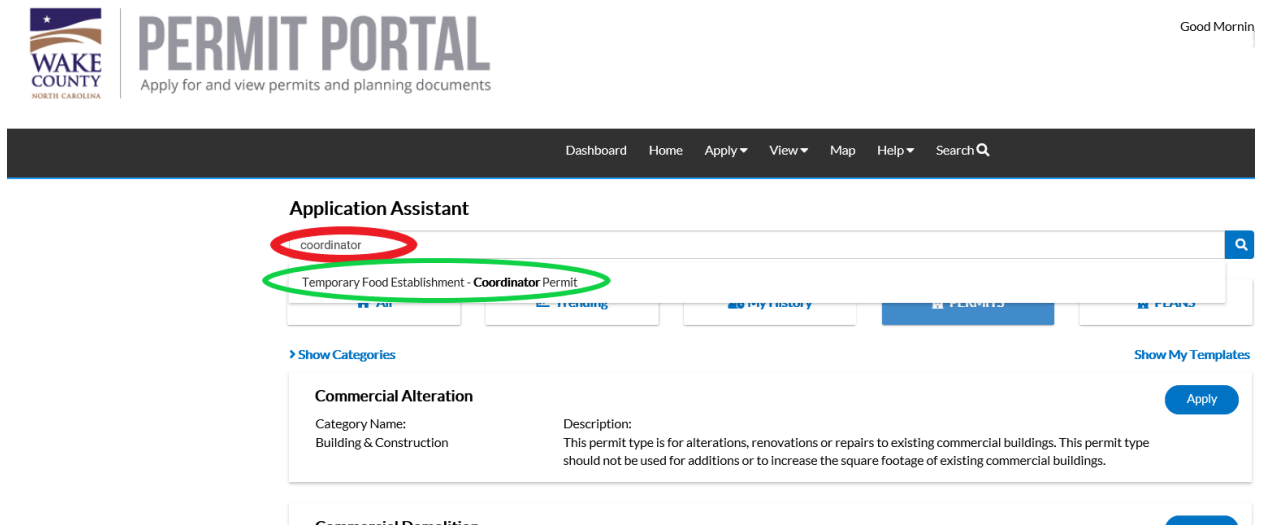 WAKE
COUNTY
NORTH CAROLINA
PERMIT PORTAL
Apply for and view permits and planning documents
Good Mornin
Dashboard Home Apply View Map Help Search
Application Assistant
coordinator
Temporary Food Establishment - Coordinator Permit
All Trending My History PERMITS PLANS
Show Categories Show My Templates
Commercial Alteration
Apply
Category Name: Description:
Building & Construction This permit type is for alterations, renovations or repairs to existing commercial buildings. This permit type
should not be used for additions or to increase the square footage of existing commercial buildings.
Commercial Demolition